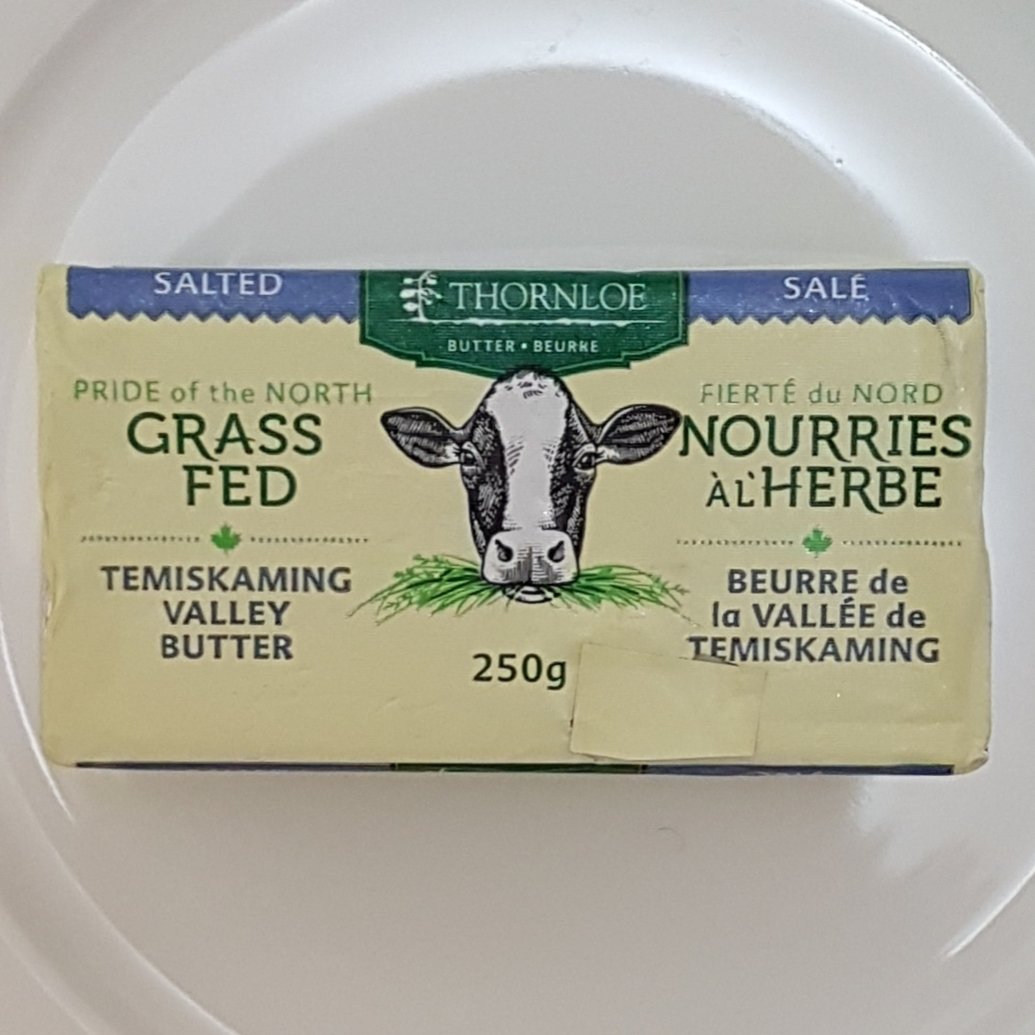 SALTED
THORNLOE
BUTTER • BEURRE
SALÉ
PRIDE of the NORTH
GRASS
FED
TEMISKAMING
VALLEY
BUTTER
250g
FIERTÉ du NORD
NOURRIES
À L'HERBE
BEURRE de
la VALLÉE de
TEMISKAMING